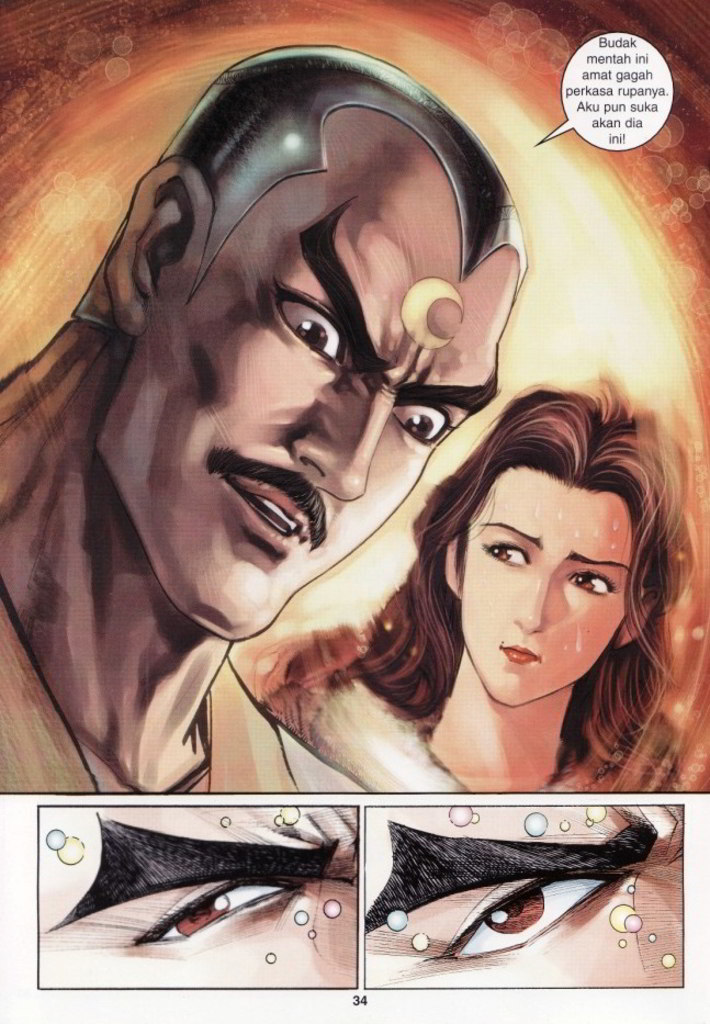 Budak
mentah ini
amat gagah
perkasa rupanya.
Aku pun suka
akan dia
ini!
34